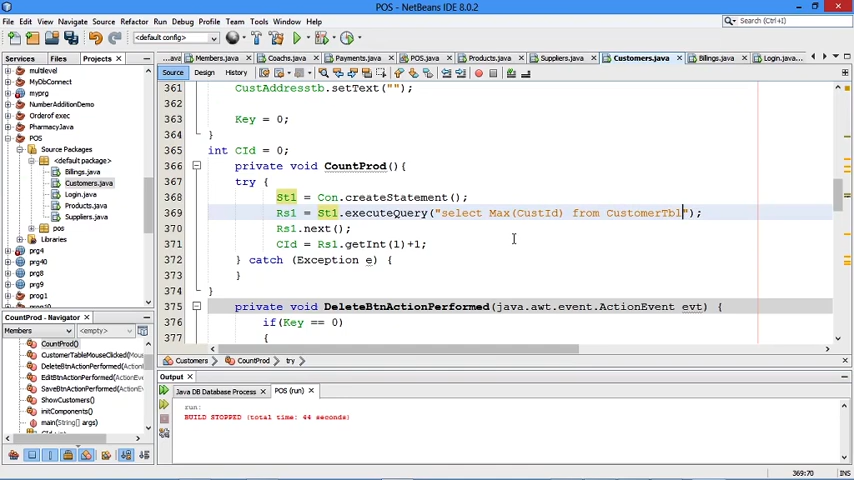 POS - NetBeans IDE 8.0.2
File Edit View Navigate Source Refactor Run Debug Profile Team Tools Window Help
Search (Ctrl+I)
<default config>
Services Files Projects
...ava Members.java Coachs.java Payments.java POS.java Products.java Suppliers.java Customers.java Billings.java Login.java
Source Design History
multilevel
MyDbConnect
myprg
NumberAdditionDemo
Orderof exec
PharmacyJava
POS
Source Packages
<default package>
Billings.java
Customers.java
Login.java
Products.java
Suppliers.java
pos
Libraries
prg4
prg40
prg8
prg9
prog1
361 CustAddresstb.setText("");
362
363 Key = 0;
364 }
365 int CId = 0;
366 private void CountProd(){
367 try {
368 St1 = Con.createStatement();
369 Rs1 = St1.executeQuery("select Max(CustId) from CustomerTbl");
370 Rs1.next();
371 CId = Rs1.getInt(1)+1;
372 } catch (Exception e) {
373 }
374 }
375 private void DeleteBtnActionPerformed(java.awt.event.ActionEvent evt) {
376 if(Key == 0)
377 {
CountProd - Navigator
Members <empty>
CountProd()
CustomerTableMouseClicked(Mouse
DeleteBtnActionPerformed(ActionE
EditBtnActionPerformed(ActionEve
SaveBtnActionPerformed(ActionEv
ShowCustomers()
initComponents()
main(String[] args)
Customers CountProd try
Output
Java DB Database Process POS (run)
run:
BUILD STOPPED (total time: 44 seconds)
369:70 INS